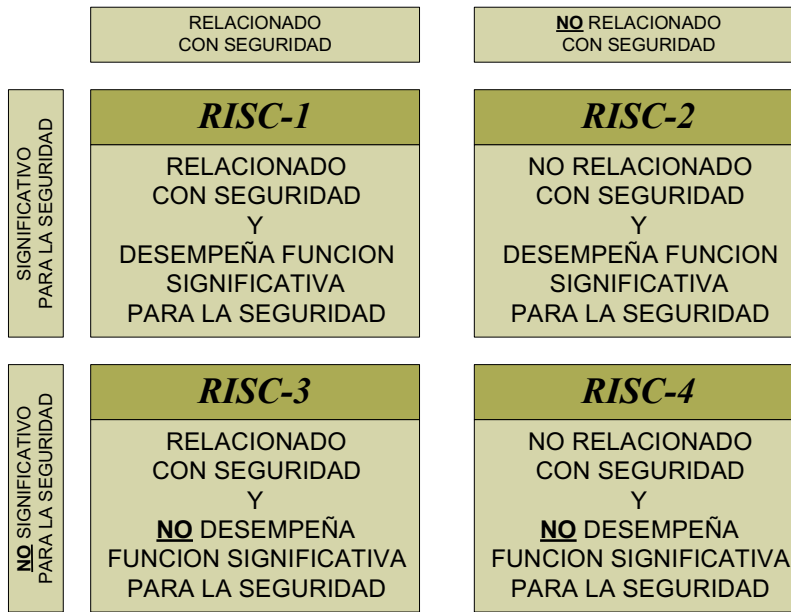 RELACIONADO
CON SEGURIDAD
NO RELACIONADO
CON SEGURIDAD
SIGNIFICATIVO
PARA LA SEGURIDAD
RISC-1
RELACIONADO
CON SEGURIDAD
Y
DESEMPEÑA FUNCION
SIGNIFICATIVA
PARA LA SEGURIDAD
RISC-2
NO RELACIONADO
CON SEGURIDAD
Y
DESEMPEÑA FUNCION
SIGNIFICATIVA
PARA LA SEGURIDAD
NO SIGNIFICATIVO
PARA LA SEGURIDAD
RISC-3
RELACIONADO
CON SEGURIDAD
Y
NO DESEMPEÑA
FUNCION SIGNIFICATIVA
PARA LA SEGURIDAD
RISC-4
NO RELACIONADO
CON SEGURIDAD
Y
NO DESEMPEÑA
FUNCION SIGNIFICATIVA
PARA LA SEGURIDAD